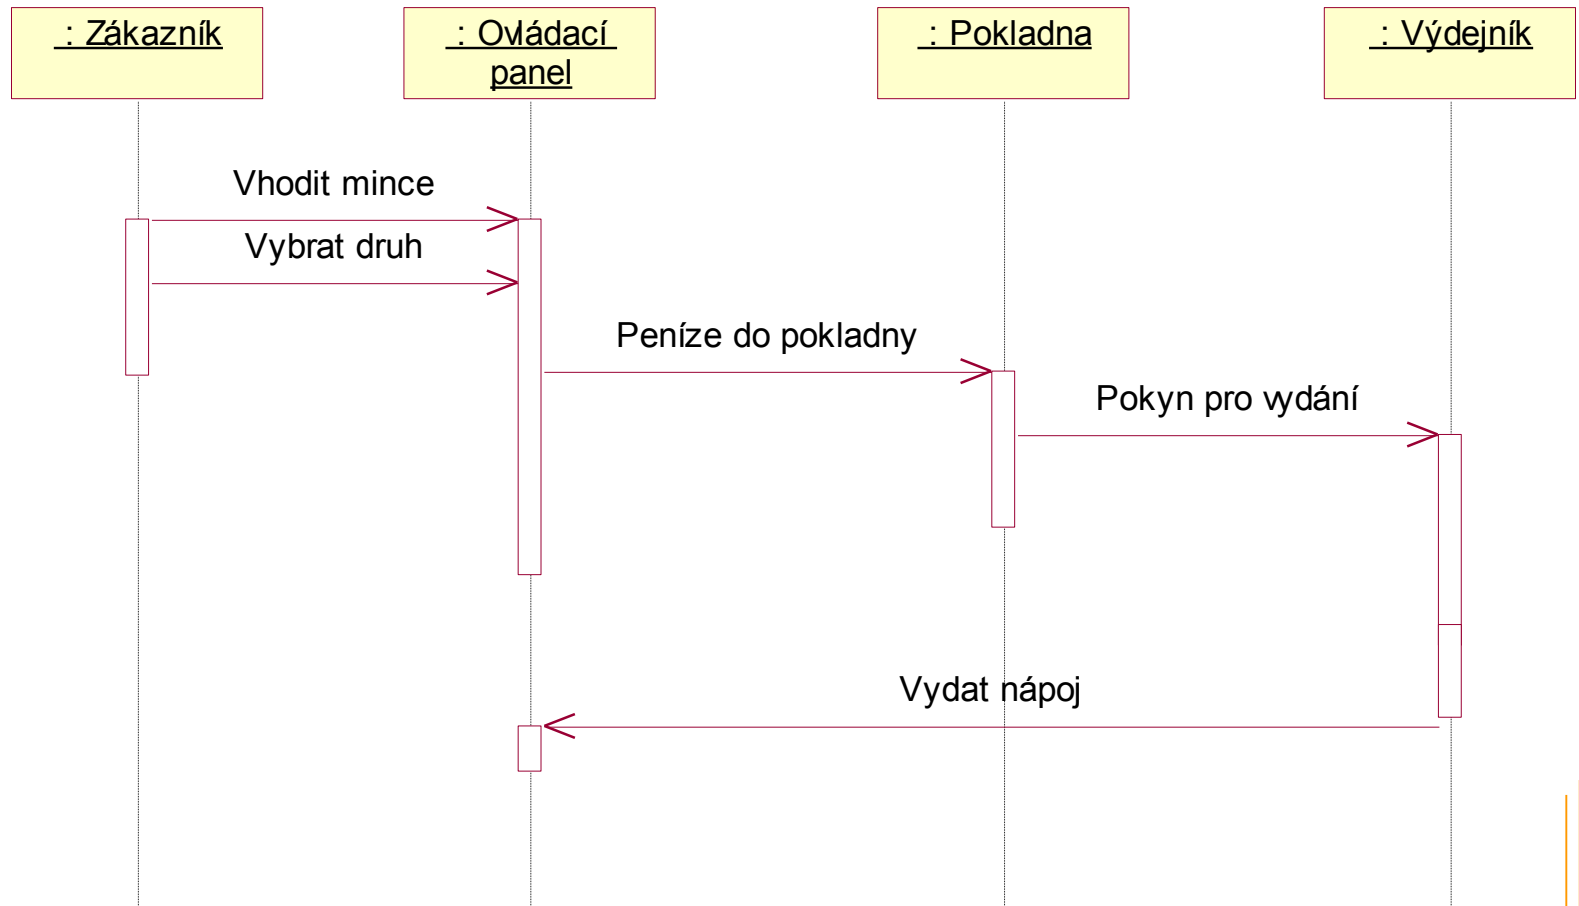 : Zákazník
: Ovládací
panel
: Pokladna
: Výdejník
Vhodit mince
Vybrat druh
Peníze do pokladny
Pokyn pro vydání
Vydat nápoj